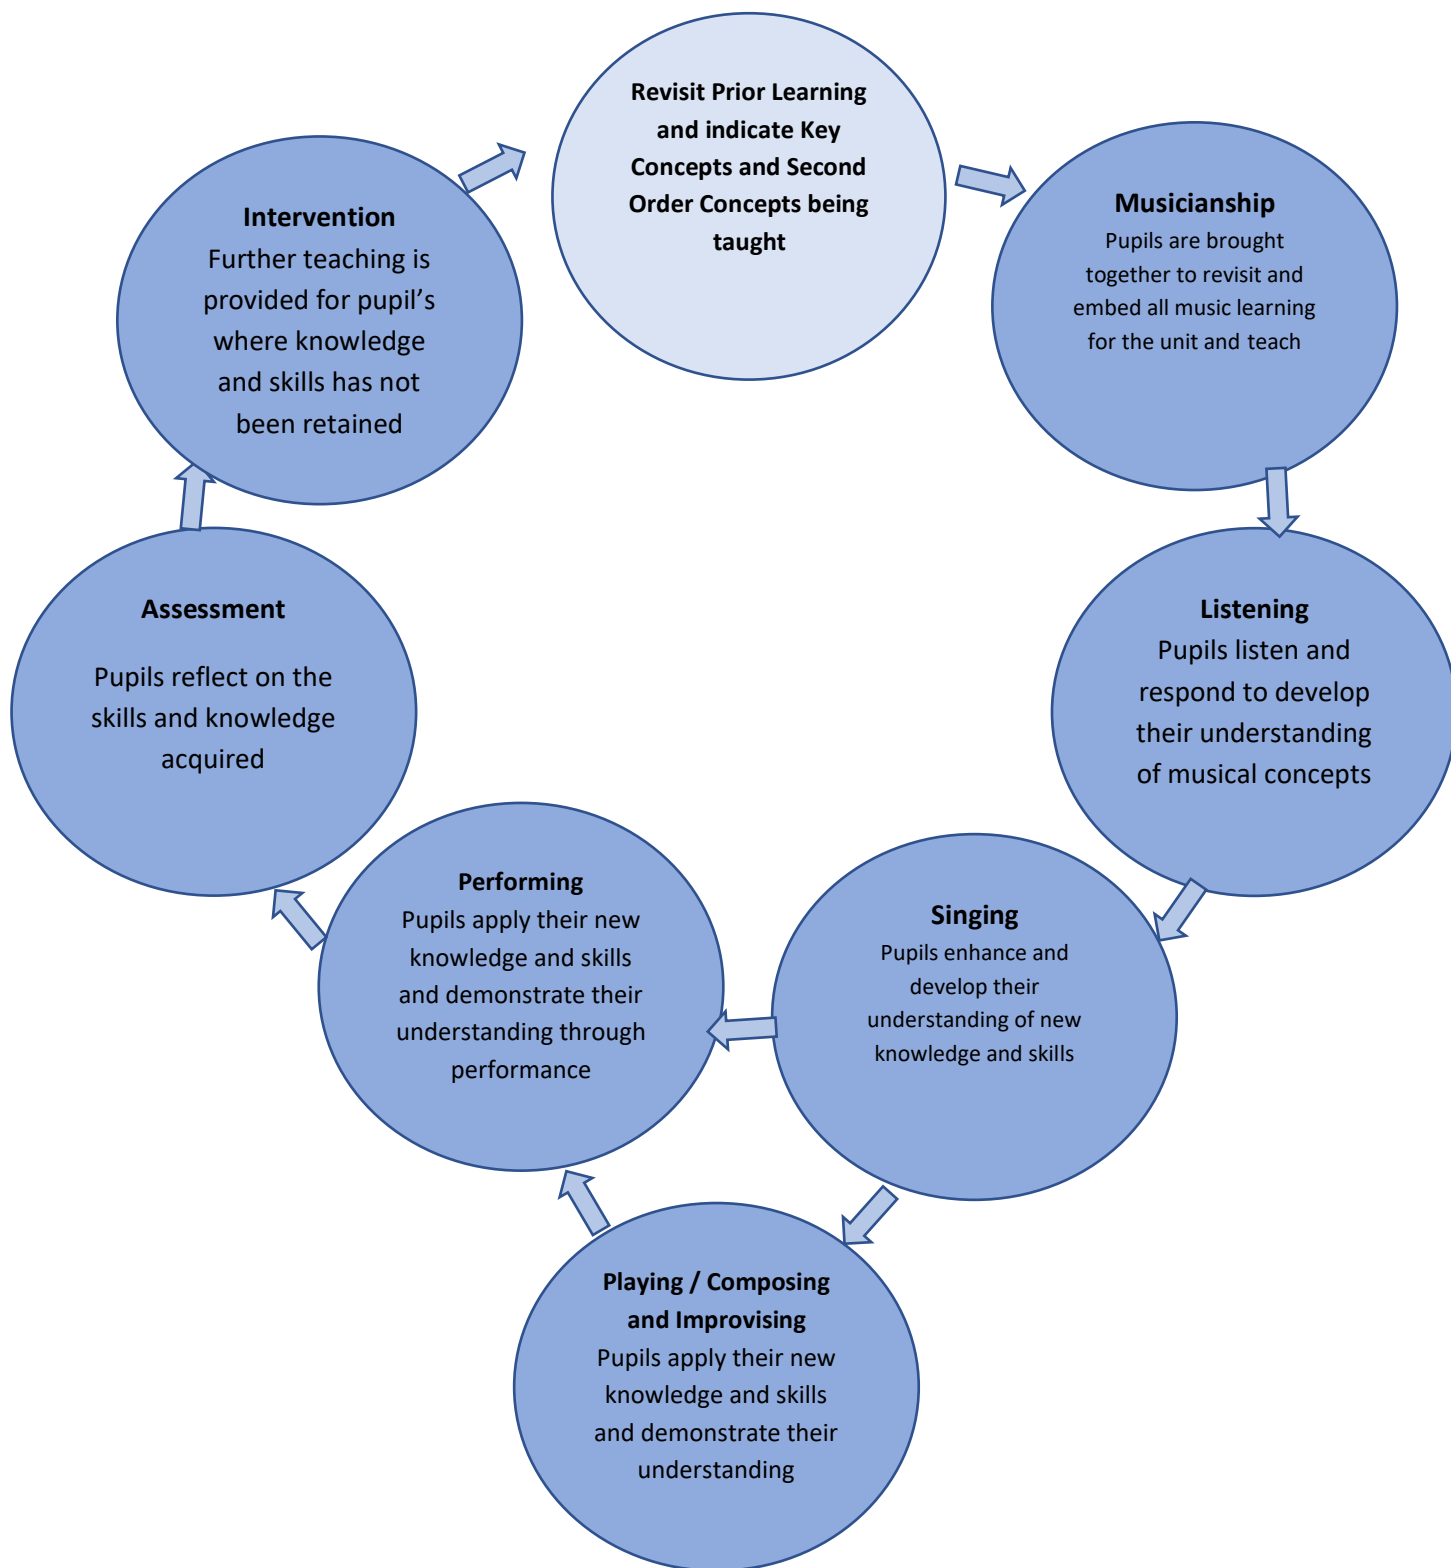 Revisit Prior Learning
and indicate Key
Concepts and Second
Order Concepts being
taught
Musicianship
Pupils are brought
together to revisit and
embed all music learning
for the unit and teach
Listening
Pupils listen and
respond to develop
their understanding
of musical concepts
Singing
Pupils enhance and
develop their
understanding of new
knowledge and skills
Playing / Composing
and Improvising
Pupils apply their new
knowledge and skills
and demonstrate their
understanding
Performing
Pupils apply their new
knowledge and skills
and demonstrate their
understanding through
performance
Assessment
Pupils reflect on the
skills and knowledge
acquired
Intervention
Further teaching is
provided for pupil’s
where knowledge
and skills has not
been retained